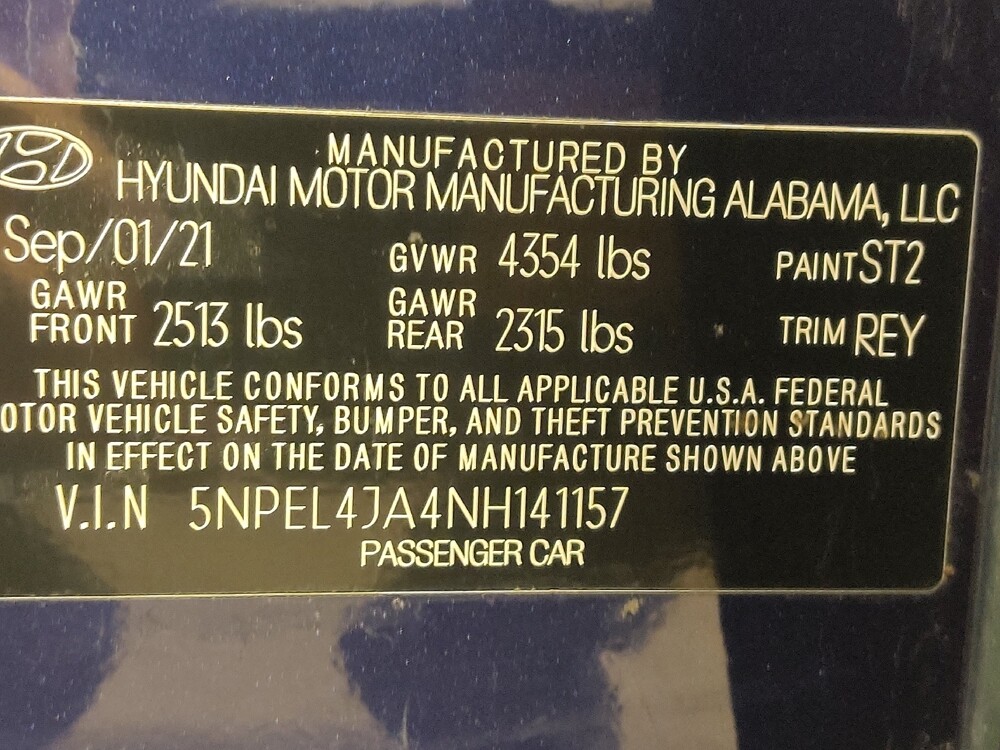 MANUFACTURED BY
HYUNDAI MOTOR MANUFACTURING ALABAMA, LLC
Sep/01/21 GVWR 4354 lbs PAINT ST2
GAWR FRONT 2513 lbs GAWR REAR 2315 lbs TRIM REY
THIS VEHICLE CONFORMS TO ALL APPLICABLE U.S.A. FEDERAL
OTOR VEHICLE SAFETY, BUMPER, AND THEFT PREVENTION STANDARDS
IN EFFECT ON THE DATE OF MANUFACTURE SHOWN ABOVE
V.I.N 5NPEL4JA4NH141157
PASSENGER CAR